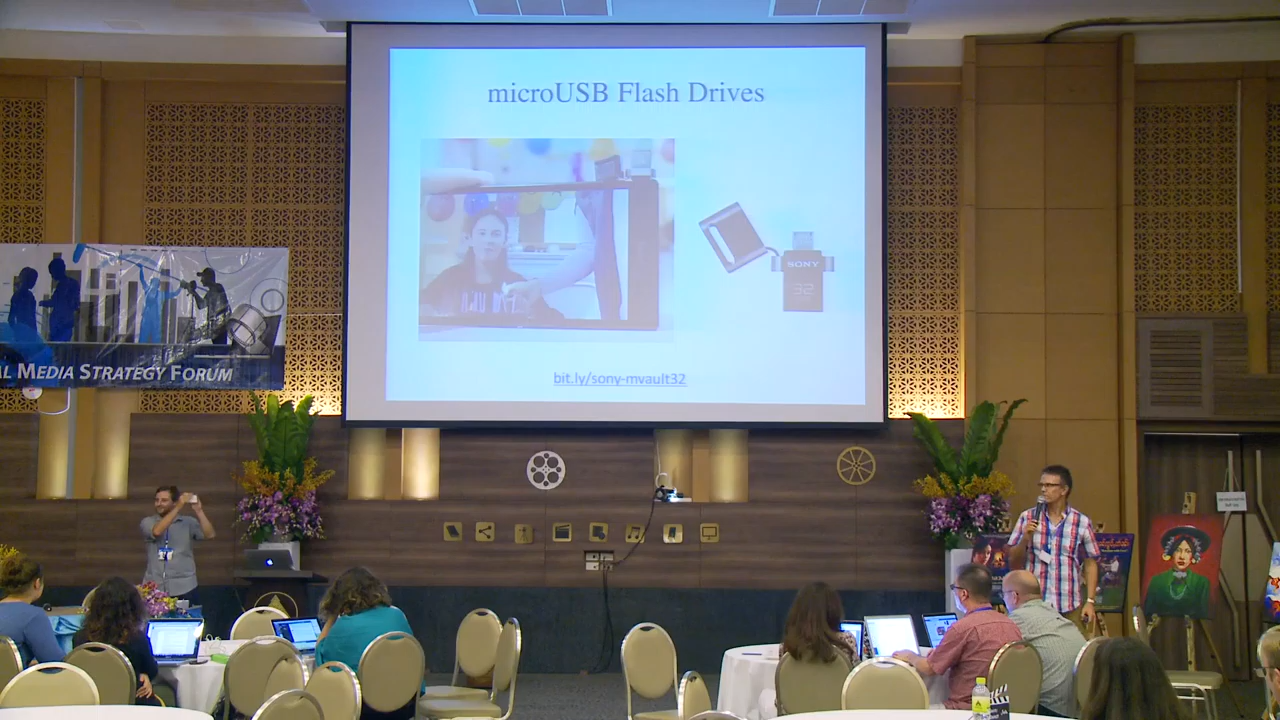 microUSB Flash Drives
SONY
32
bit.ly/sony-mvault32
AL MEDIA STRATEGY FORUM